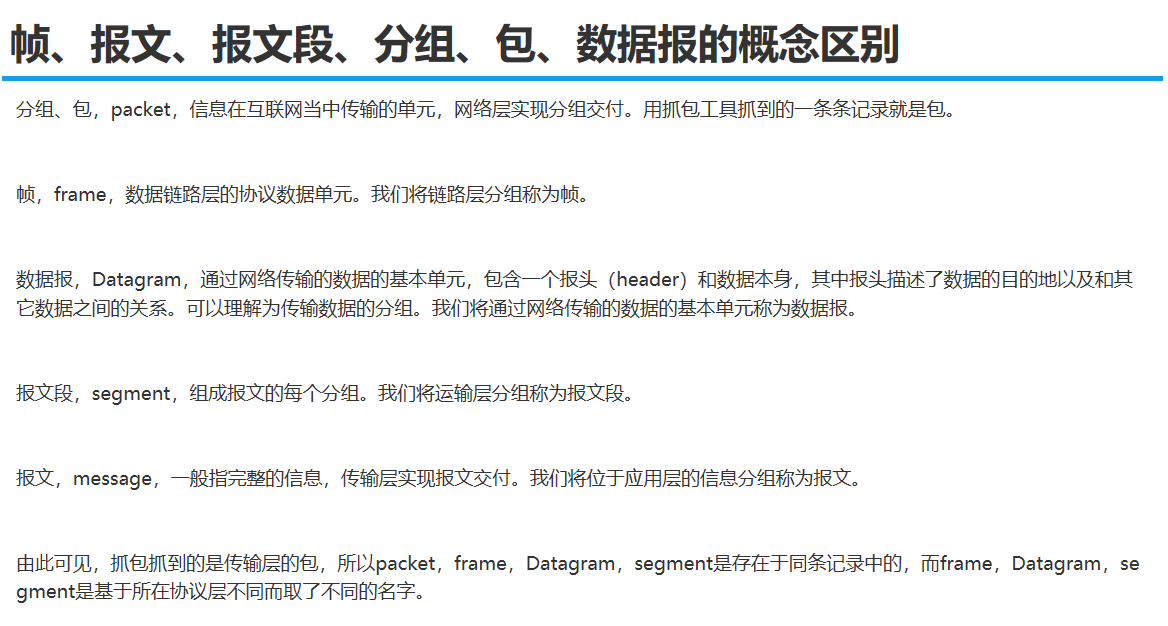 帧、报文、报文段、分组、包、数据报的概念区别
分组、包，packet，信息在互联网当中传输的单元，网络层实现分组交付。用抓包工具抓到的一条条记录就是包。
帧，frame，数据链路层的协议数据单元。我们将链路层分组称为帧。
数据报，Datagram，通过网络传输的数据的基本单元，包含一个报头（header）和数据本身，其中报头描述了数据的目的地以及和其
它数据之间的关系。可以理解为传输数据的分组。我们将通过网络传输的数据的基本单元称为数据报。
报文段，segment，组成报文的每个分组。我们将运输层分组称为报文段。
报文，message，一般指完整的信息，传输层实现报文交付。我们将位于应用层的信息分组称为报文。
由此可见，抓包抓到的是传输层的包，所以packet，frame，Datagram，segment是存在于同条记录中的，而frame，Datagram，se
gment是基于所在协议层不同而取了不同的名字。